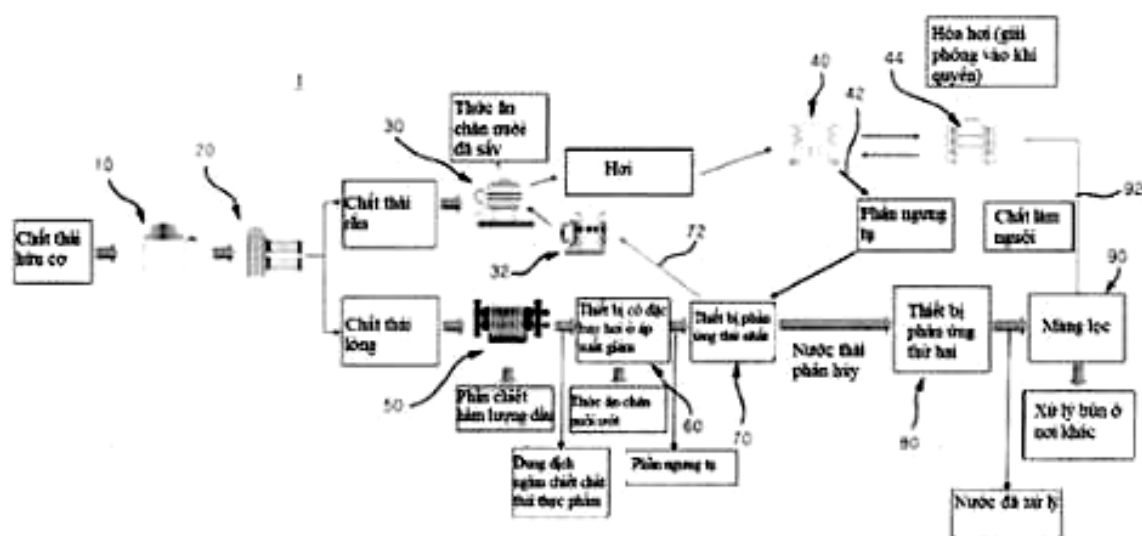 Hóa hơi (giải
phóng vào khí
quyển)
44
40
42
1
Thức ăn
chăn nuôi
đã sấy
30
Hơi
20
10
Chất thải
rắn
92
Phần ngưng
tụ
Chất làm
nguội
Chất thải
hữu cơ
72
32
90
Chất thải
lỏng
Thiết bị cô đặc
bay hơi ở áp
suất giảm
Thiết bị phản
ứng thứ nhất
Nước thải
phân hủy
Thiết bị
phản ứng
thứ hai
Màng lọc
50
Phần chiết
hàm lượng dầu
Thức ăn chăn
nuôi ướt
60
70
80
Xử lý bùn ở
nơi khác
Dung dịch
ngâm chiết chất
thải thực phẩm
Phần ngưng tụ
Nước đã xử lý